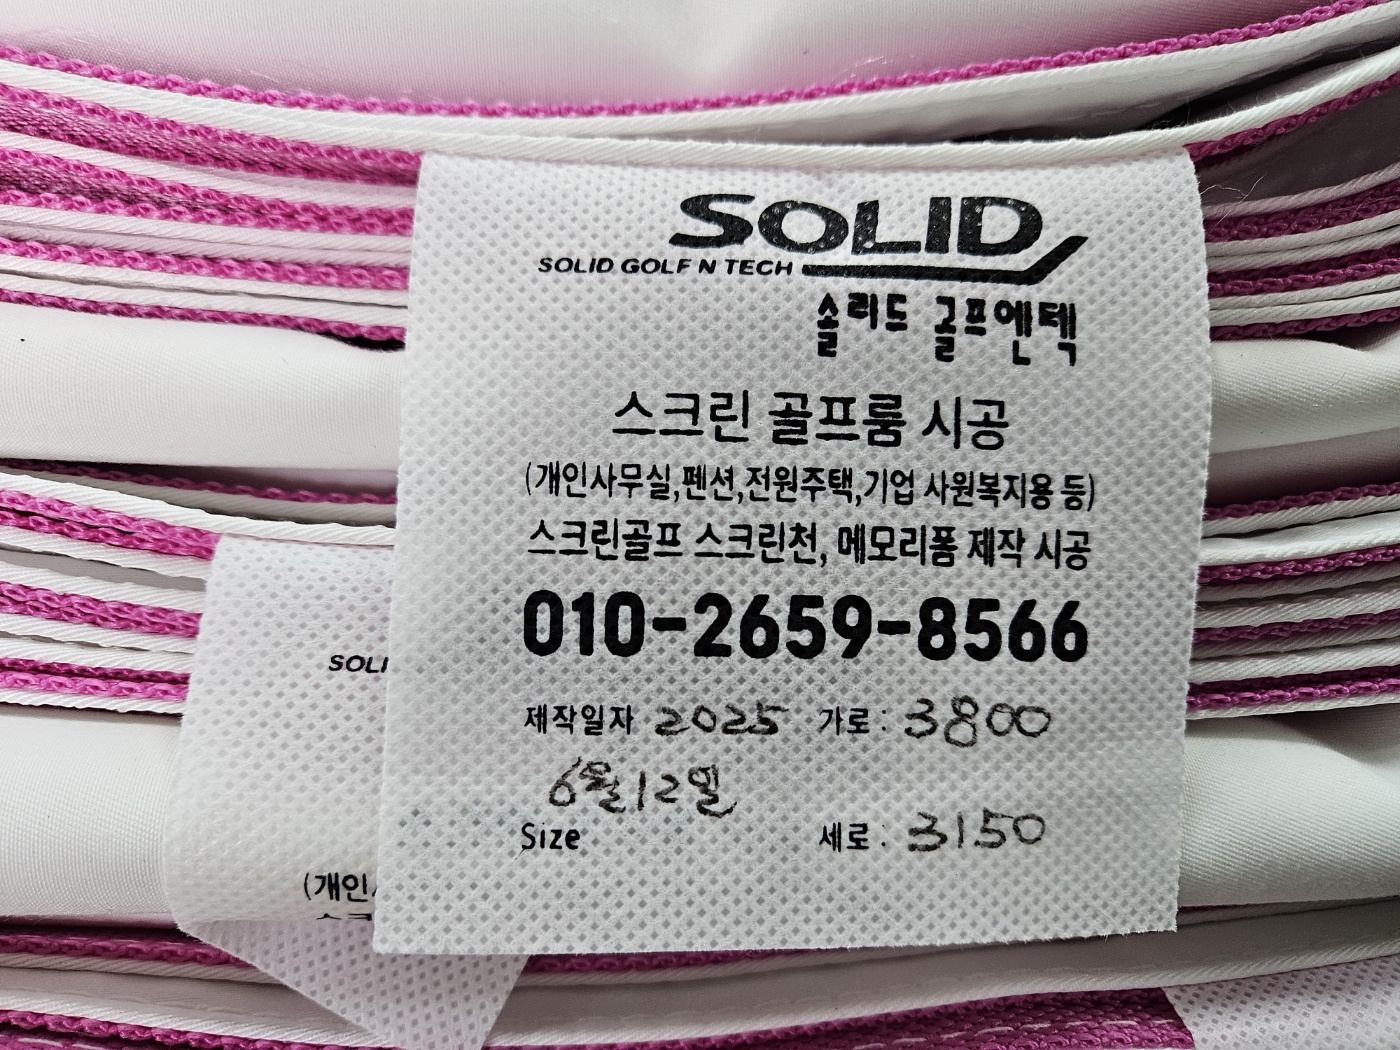 SOLID
SOLID GOLF N TECH
솔리드 골프엔텍
스크린 골프룸 시공
(개인사무실,펜션,전원주택,기업 사원복지용 등)
스크린골프 스크린천, 메모리폼 제작 시공
010-2659-8566
제작일자 2025 가로: 3800
6월12일
Size 세로: 3150
SOLI
(개인